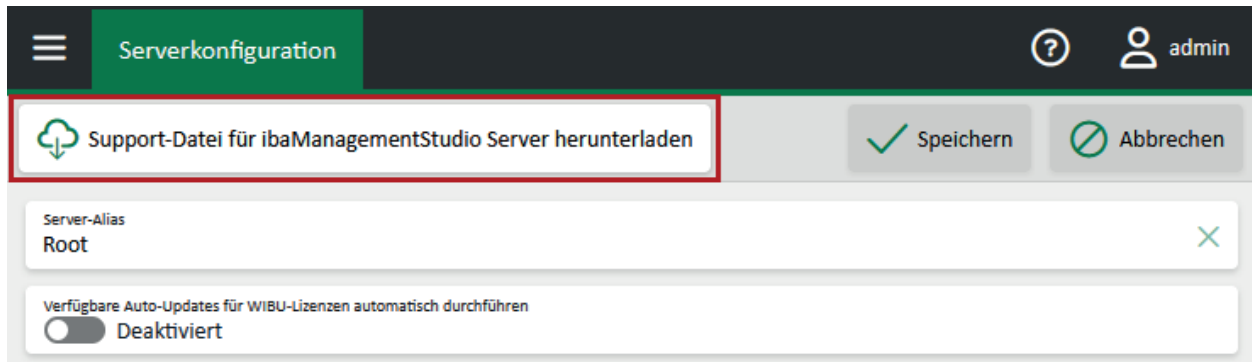 Serverkonfiguration
admin
Support-Datei für ibaManagementStudio Server herunterladen
Speichern
Abbrechen
Server-Alias
Root
Verfügbare Auto-Updates für WIBU-Lizenzen automatisch durchführen
Deaktiviert